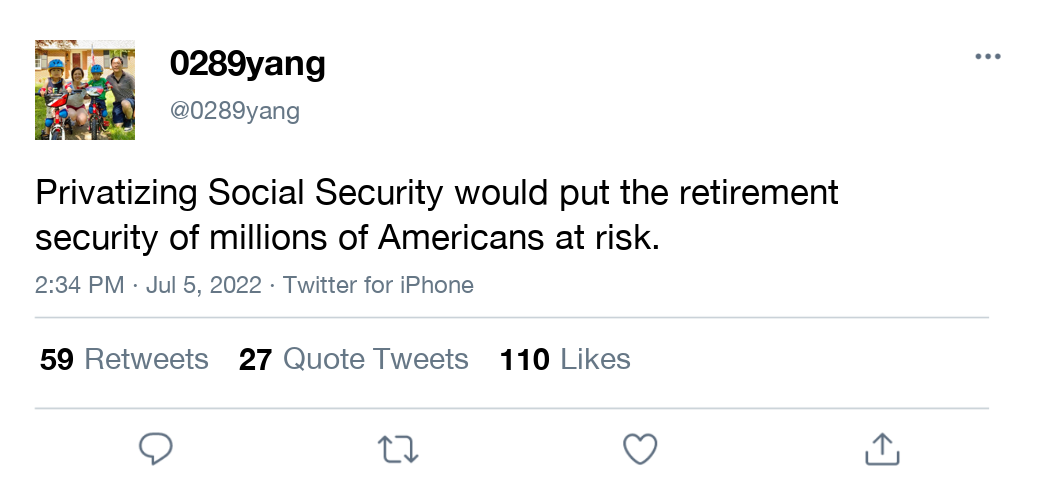 0289yang
@0289yang
Privatizing Social Security would put the retirement
security of millions of Americans at risk.
2:34 PM · Jul 5, 2022 · Twitter for iPhone
59 Retweets 27 Quote Tweets 110 Likes